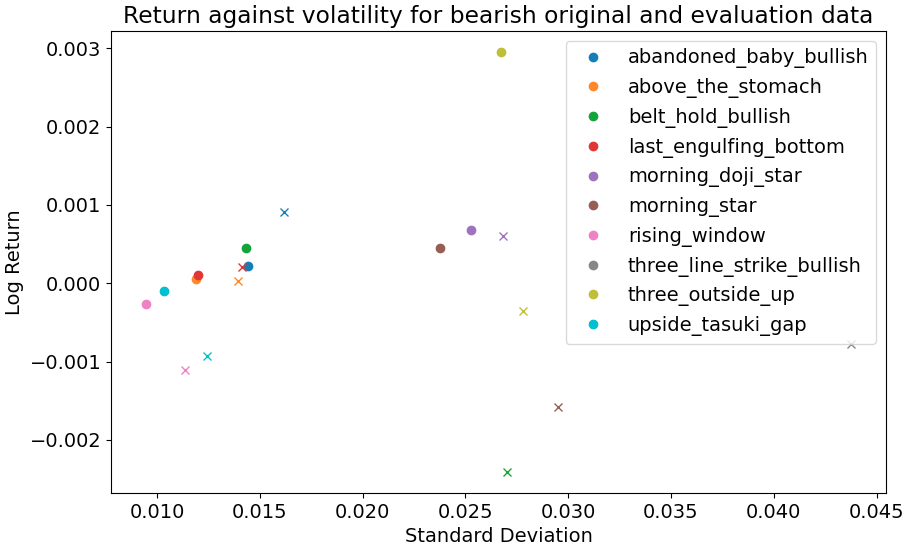 Return against volatility for bearish original and evaluation data
0.003
0.002
0.001
0.000
−0.001
−0.002
Log Return
abandoned_baby_bullish
above_the_stomach
belt_hold_bullish
last_engulfing_bottom
morning_doji_star
morning_star
rising_window
three_line_strike_bullish
three_outside_up
upside_tasuki_gap
0.010 0.015 0.020 0.025 0.030 0.035 0.040 0.045
Standard Deviation